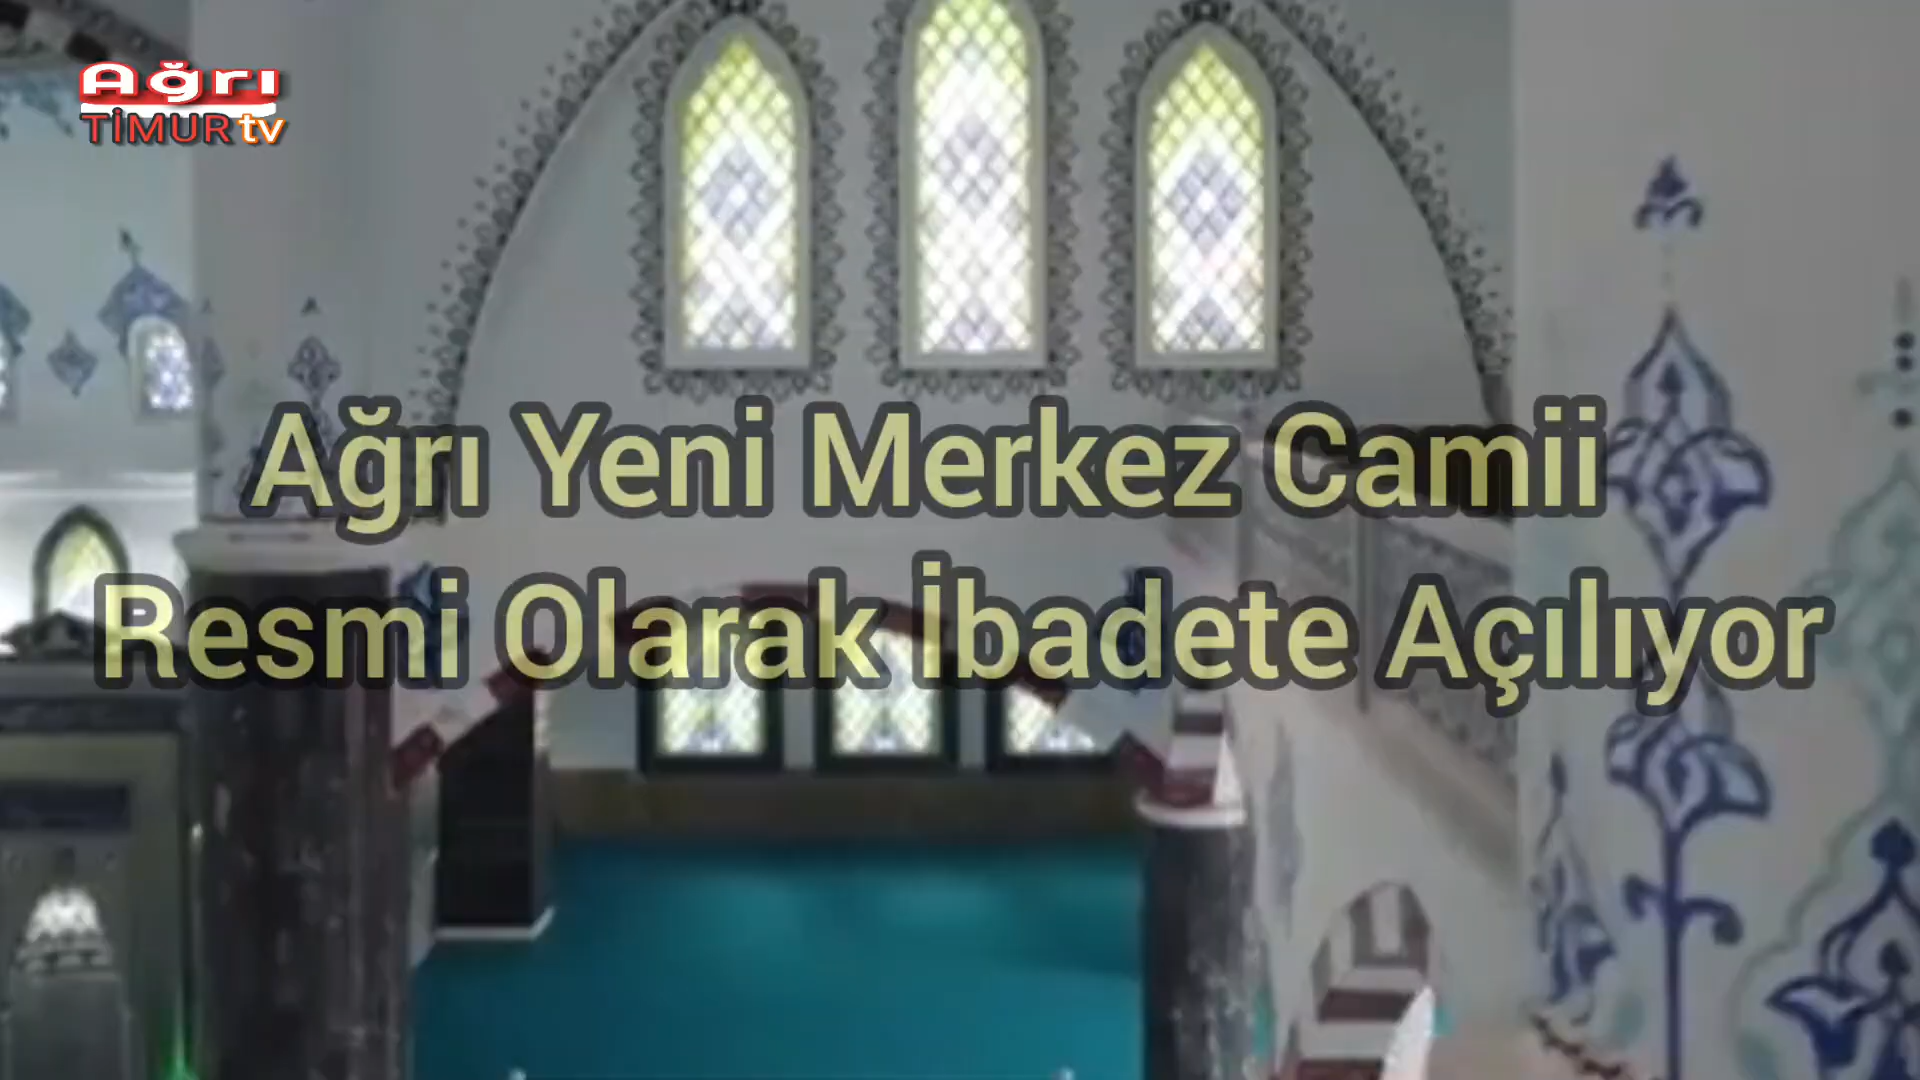 Ağrı
TİMUR tv
Ağrı Yeni Merkez Camii
Resmi Olarak İbadete Açılıyor